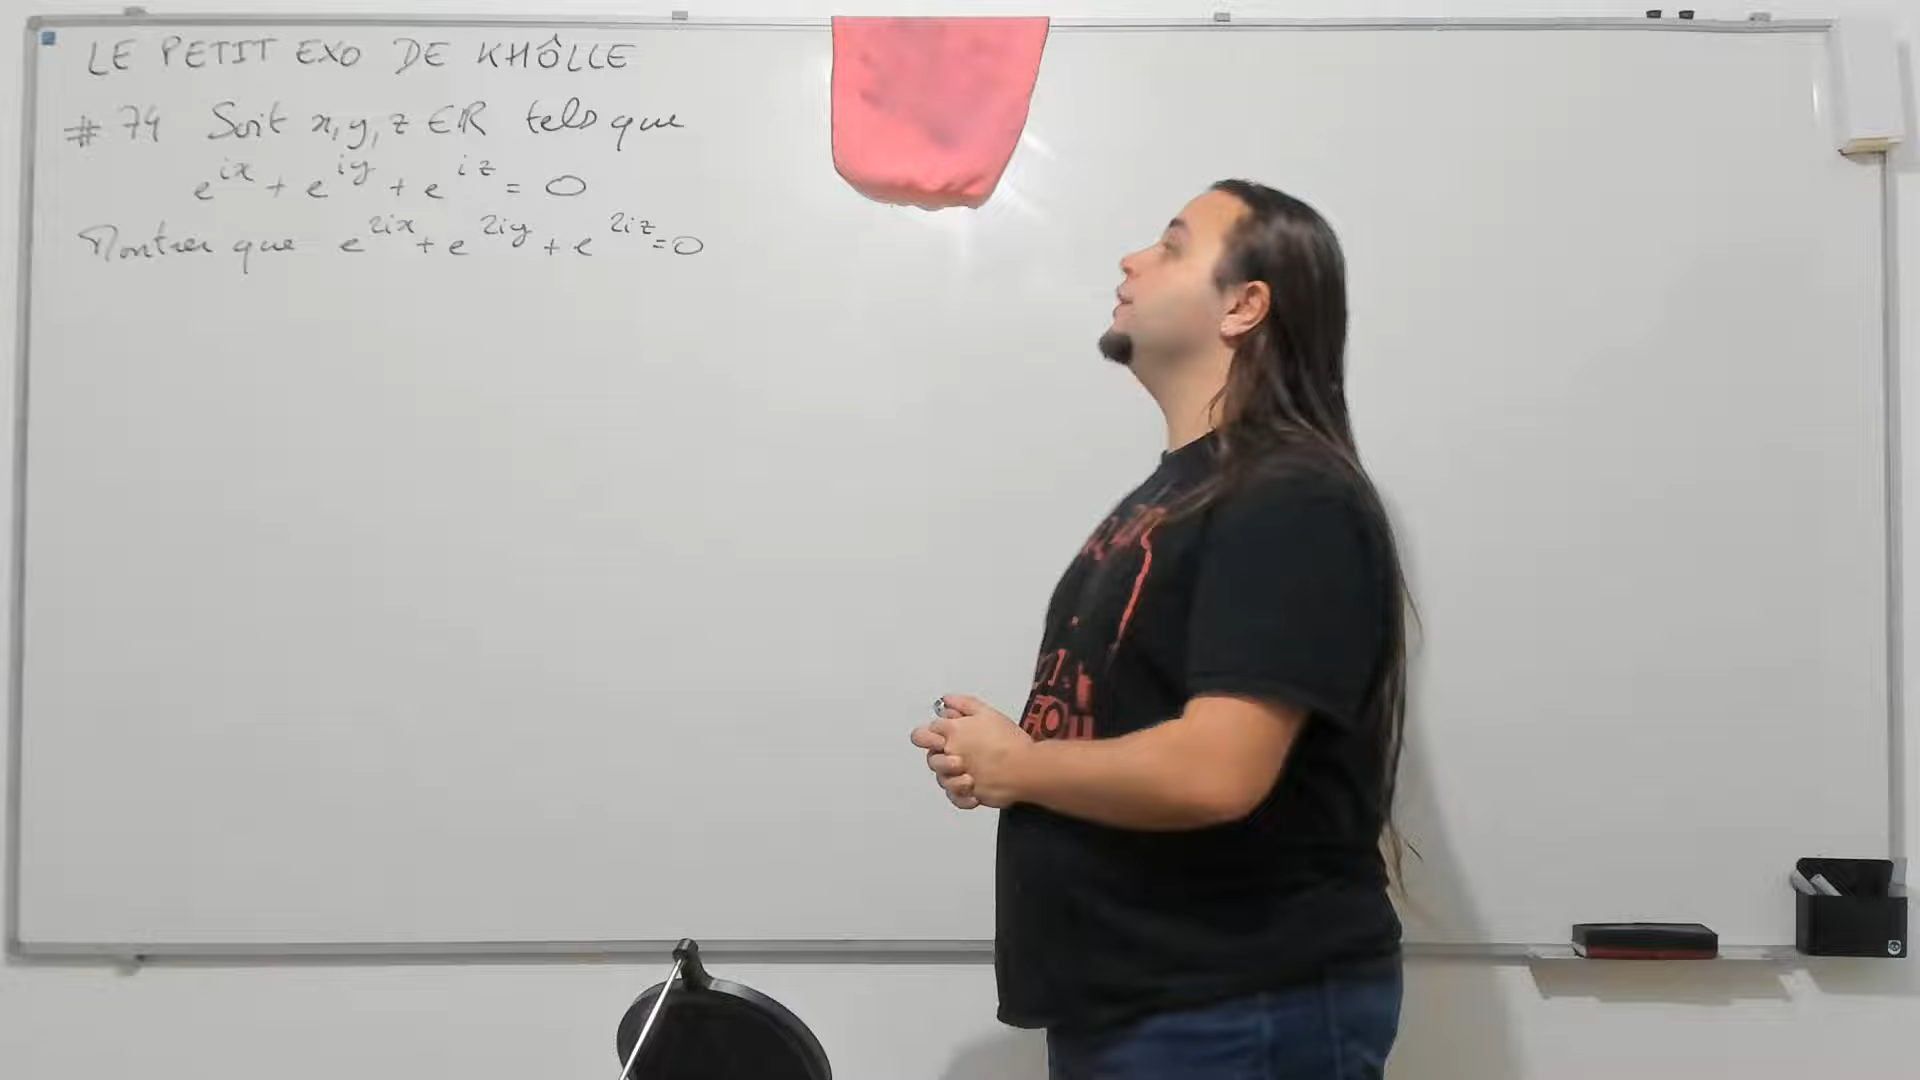 LE PETIT EXO DE KHÔLLE
# 74 Soit x, y, z ∈ ℝ tels que
e^{ix} + e^{iy} + e^{iz} = 0
Montrer que e^{2ix} + e^{2iy} + e^{2iz} = 0